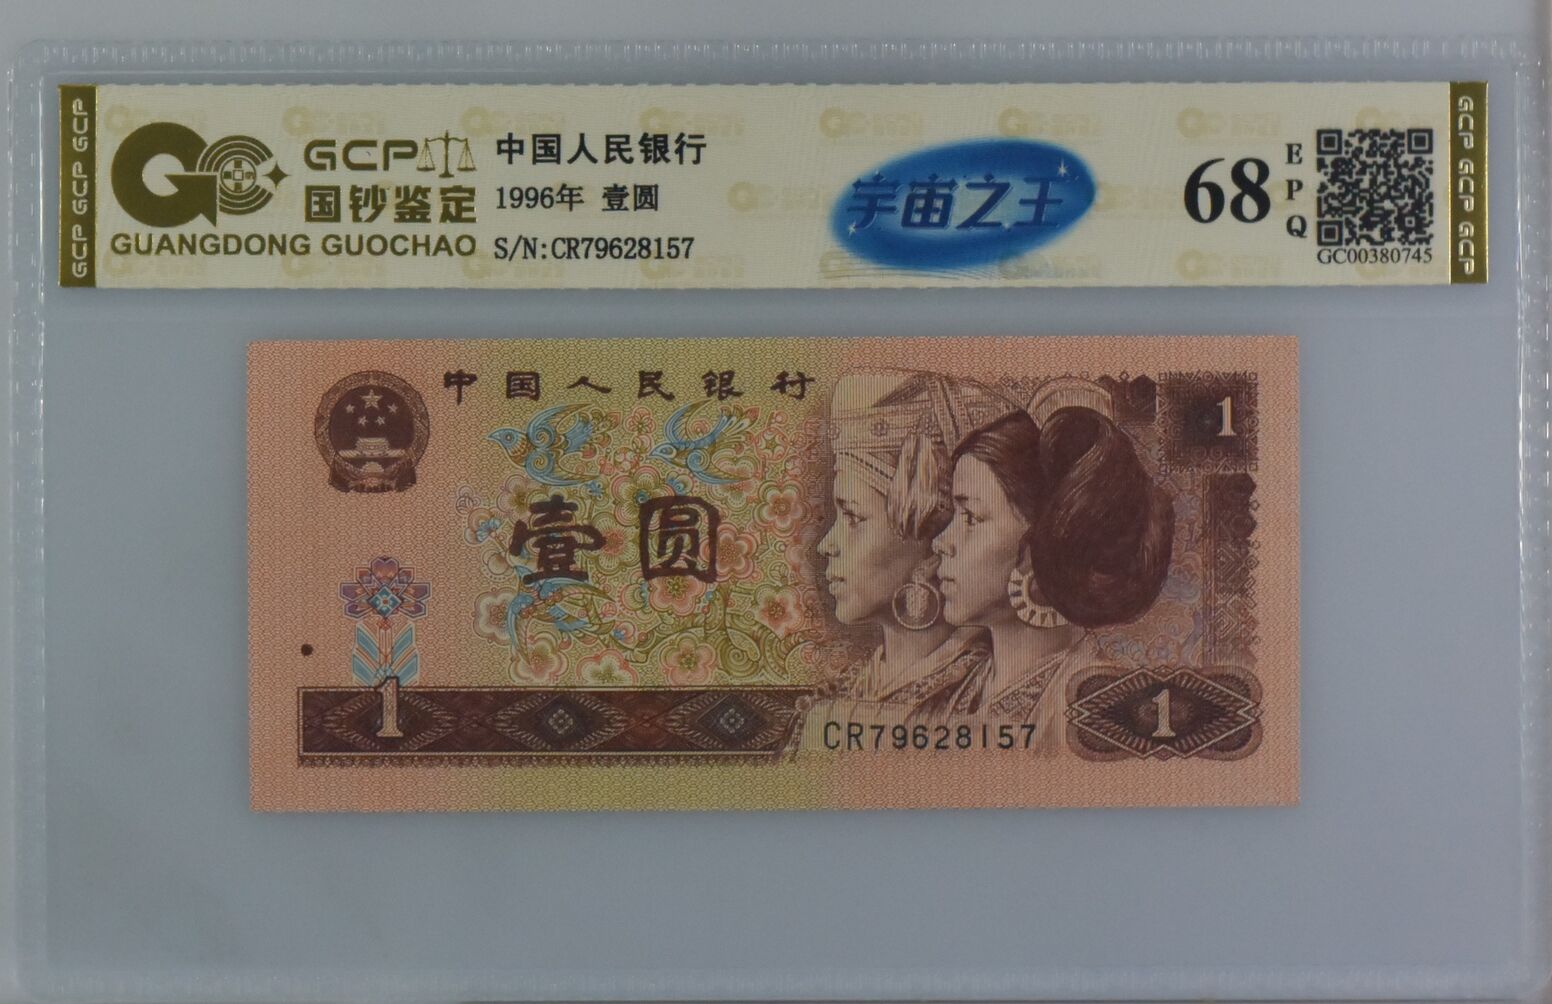 GCP GCP GCP
GCP
国钞鉴定
GUANGDONG GUOCHAO
中国人民银行
1996年 壹圆
S/N:CR79628157
宇宙之王
68
EPQ
GC00380745
GCP GCP GCP
中国人民银行
1
壹圆
1
CR79628157
1